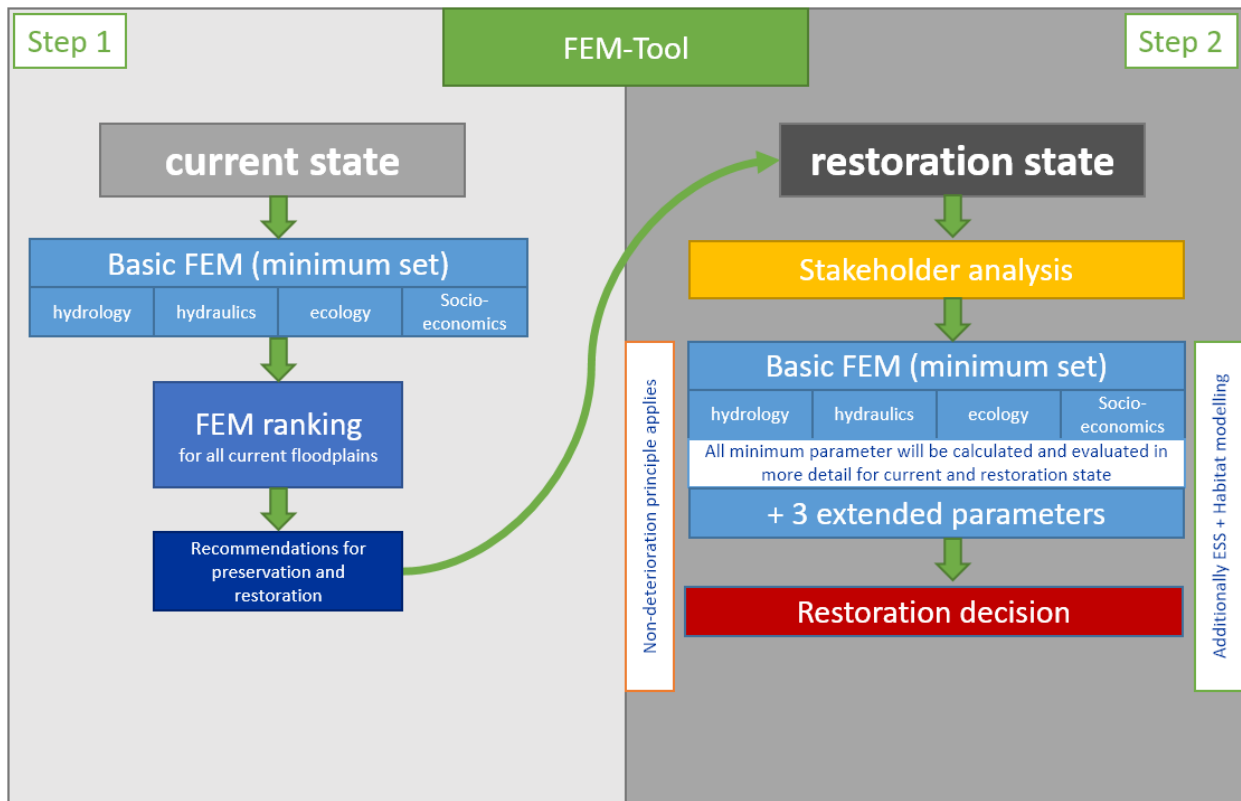 Step 1
FEM-Tool
Step 2
current state
Basic FEM (minimum set)
hydrology
hydraulics
ecology
Socio-
economics
FEM ranking
for all current floodplains
Recommendations for
preservation and
restoration
restoration state
Stakeholder analysis
Non-deterioration principle applies
Basic FEM (minimum set)
hydrology
hydraulics
ecology
Socio-
economics
All minimum parameter will be calculated and evaluated in
more detail for current and restoration state
+ 3 extended parameters
Restoration decision
Additionally ESS + Habitat modelling